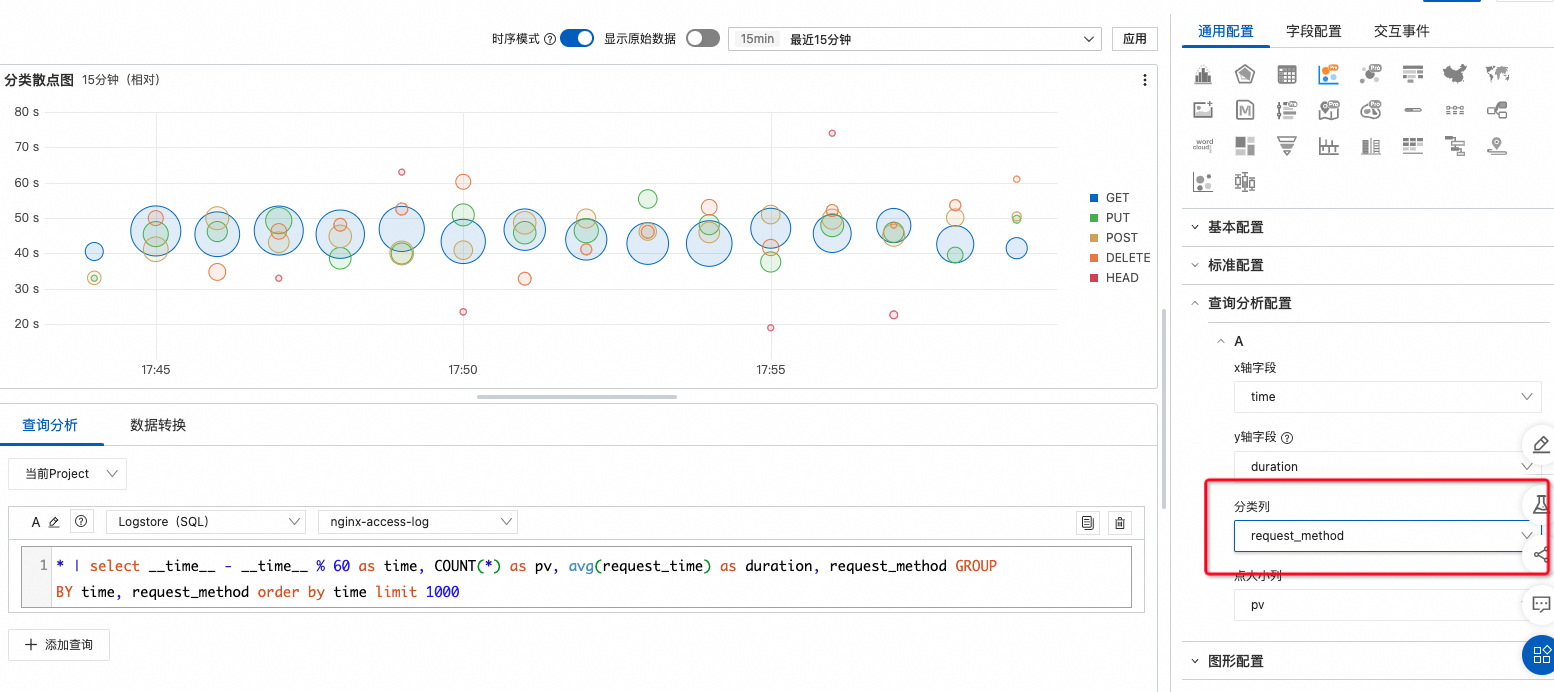 时序模式 ? 显示原始数据 15min 最近15分钟 应用
分类散点图 15分钟（相对）
80 s
70 s
60 s
50 s
40 s
30 s
20 s
17:45 17:50 17:55
GET
PUT
POST
DELETE
HEAD
查询分析 数据转换
当前Project
A ? Logstore（SQL） nginx-access-log
1 * | select __time__ - __time__ % 60 as time, COUNT(*) as pv, avg(request_time) as duration, request_method GROUP
BY time, request_method order by time limit 1000
添加查询
通用配置 字段配置 交互事件
Pro Pro
M Pro Pro Pro
word cloud
基本配置
标准配置
查询分析配置
A
x轴字段
time
y轴字段 ?
duration
分类列
request_method
点大小列
pv
图形配置